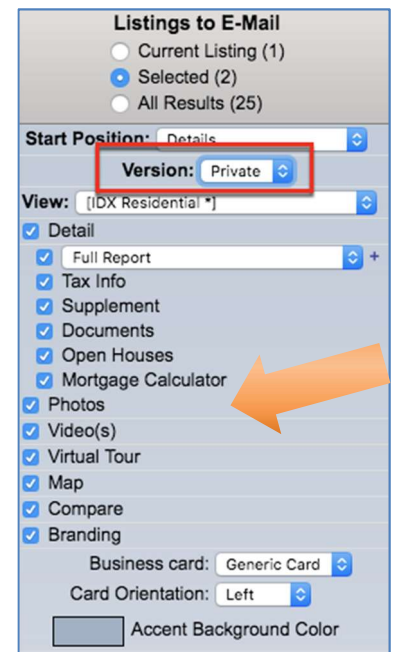 Listings to E-Mail
Current Listing (1)
Selected (2)
All Results (25)
Start Position: Details
Version: Private
View: [IDX Residential *]
Detail
Full Report +
Tax Info
Supplement
Documents
Open Houses
Mortgage Calculator
Photos
Video(s)
Virtual Tour
Map
Compare
Branding
Business card: Generic Card
Card Orientation: Left
Accent Background Color